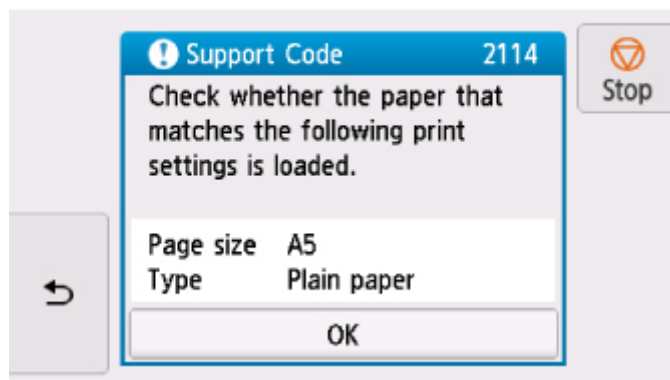 Support Code 2114
Stop
Check whether the paper that
matches the following print
settings is loaded.
Page size A5
Type Plain paper
OK